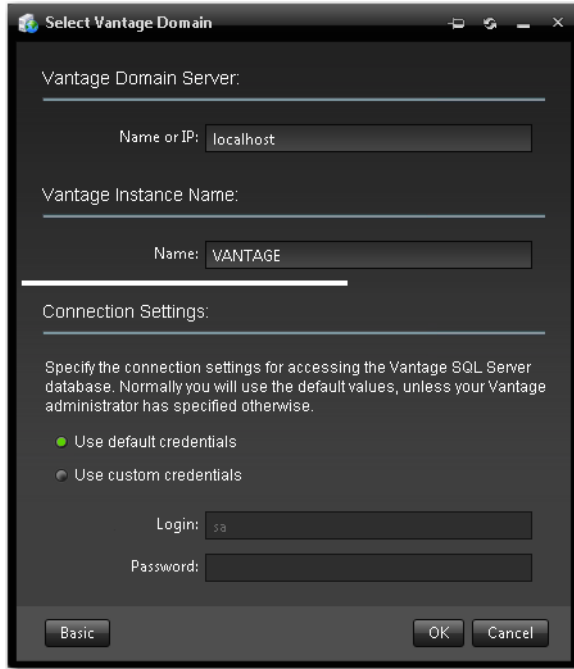 Select Vantage Domain
Vantage Domain Server:
Name or IP: localhost
Vantage Instance Name:
Name: VANTAGE
Connection Settings:
Specify the connection settings for accessing the Vantage SQL Server
database. Normally you will use the default values, unless your Vantage
administrator has specified otherwise.
Use default credentials
Use custom credentials
Login: sa
Password:
Basic OK Cancel